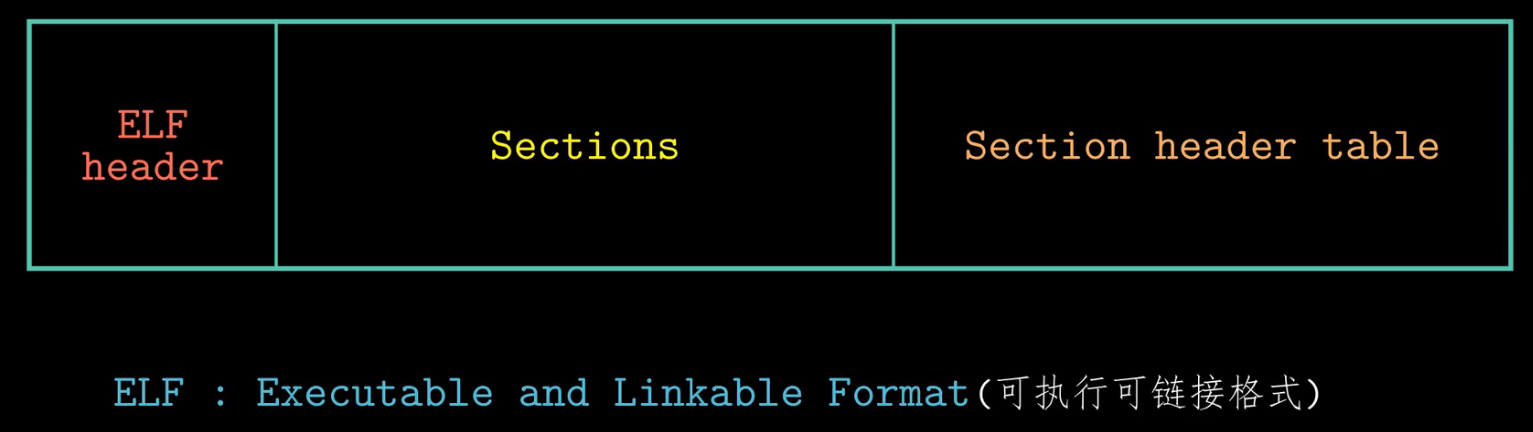 ELF
header
Sections
Section header table
ELF : Executable and Linkable Format(可执行可链接格式)